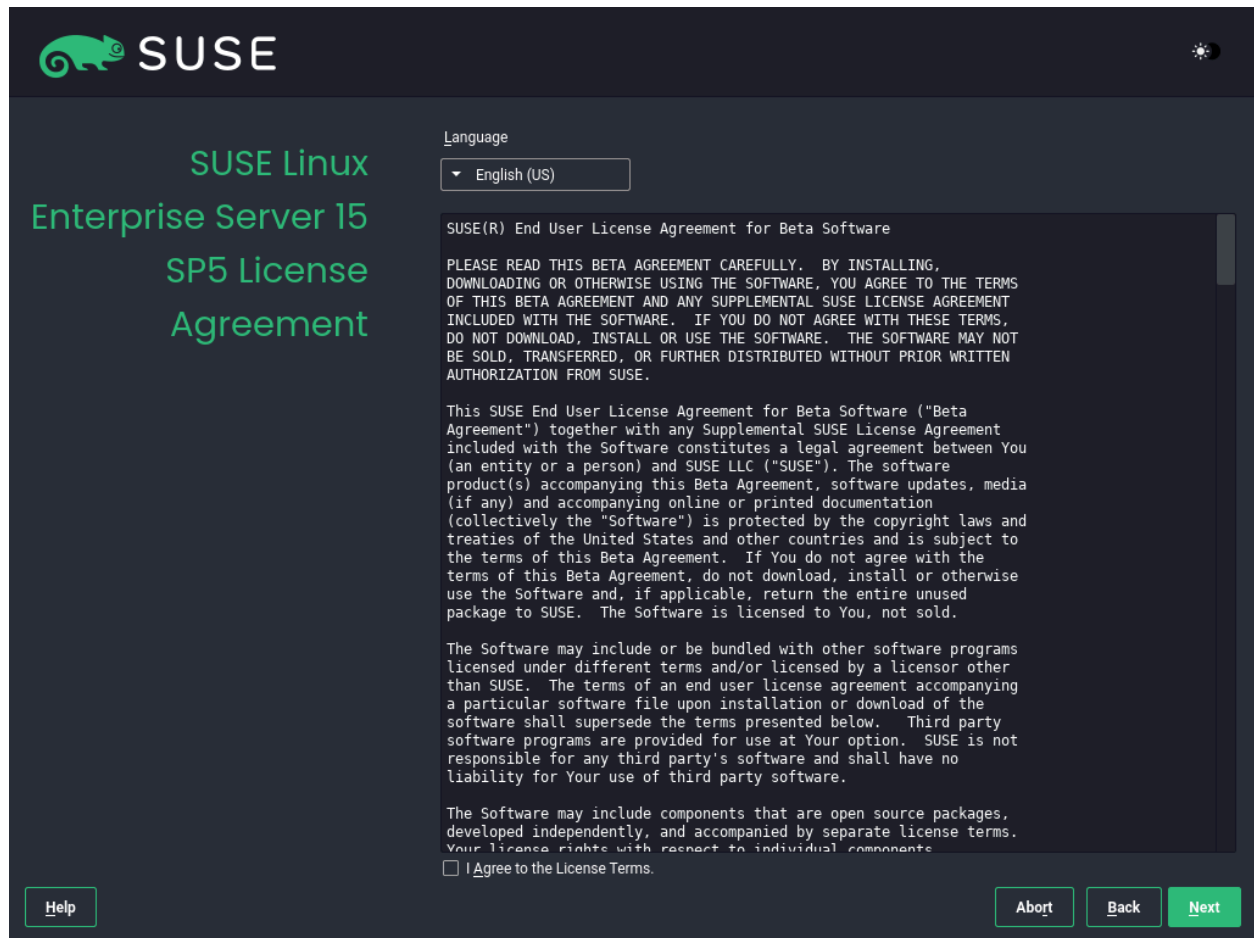 SUSE
SUSE Linux
Enterprise Server 15
SP5 License
Agreement
Language
English (US)
SUSE(R) End User License Agreement for Beta Software
PLEASE READ THIS BETA AGREEMENT CAREFULLY.  BY INSTALLING,
DOWNLOADING OR OTHERWISE USING THE SOFTWARE, YOU AGREE TO THE TERMS
OF THIS BETA AGREEMENT AND ANY SUPPLEMENTAL SUSE LICENSE AGREEMENT
INCLUDED WITH THE SOFTWARE.  IF YOU DO NOT AGREE WITH THESE TERMS,
DO NOT DOWNLOAD, INSTALL OR USE THE SOFTWARE.  THE SOFTWARE MAY NOT
BE SOLD, TRANSFERRED, OR FURTHER DISTRIBUTED WITHOUT PRIOR WRITTEN
AUTHORIZATION FROM SUSE.
This SUSE End User License Agreement for Beta Software ("Beta
Agreement") together with any Supplemental SUSE License Agreement
included with the Software constitutes a legal agreement between You
(an entity or a person) and SUSE LLC ("SUSE"). The software
product(s) accompanying this Beta Agreement, software updates, media
(if any) and accompanying online or printed documentation
(collectively the "Software") is protected by the copyright laws and
treaties of the United States and other countries and is subject to
the terms of this Beta Agreement.  If You do not agree with the
terms of this Beta Agreement, do not download, install or otherwise
use the Software and, if applicable, return the entire unused
package to SUSE.  The Software is licensed to You, not sold.
The Software may include or be bundled with other software programs
licensed under different terms and/or licensed by a licensor other
than SUSE.  The terms of an end user license agreement accompanying
a particular software file upon installation or download of the
software shall supersede the terms presented below.   Third party
software programs are provided for use at Your option.  SUSE is not
responsible for any third party's software and shall have no
liability for Your use of third party software.
The Software may include components that are open source packages,
developed independently, and accompanied by separate license terms.
Your license rights with respect to individual components
I Agree to the License Terms.
Help
Abort
Back
Next